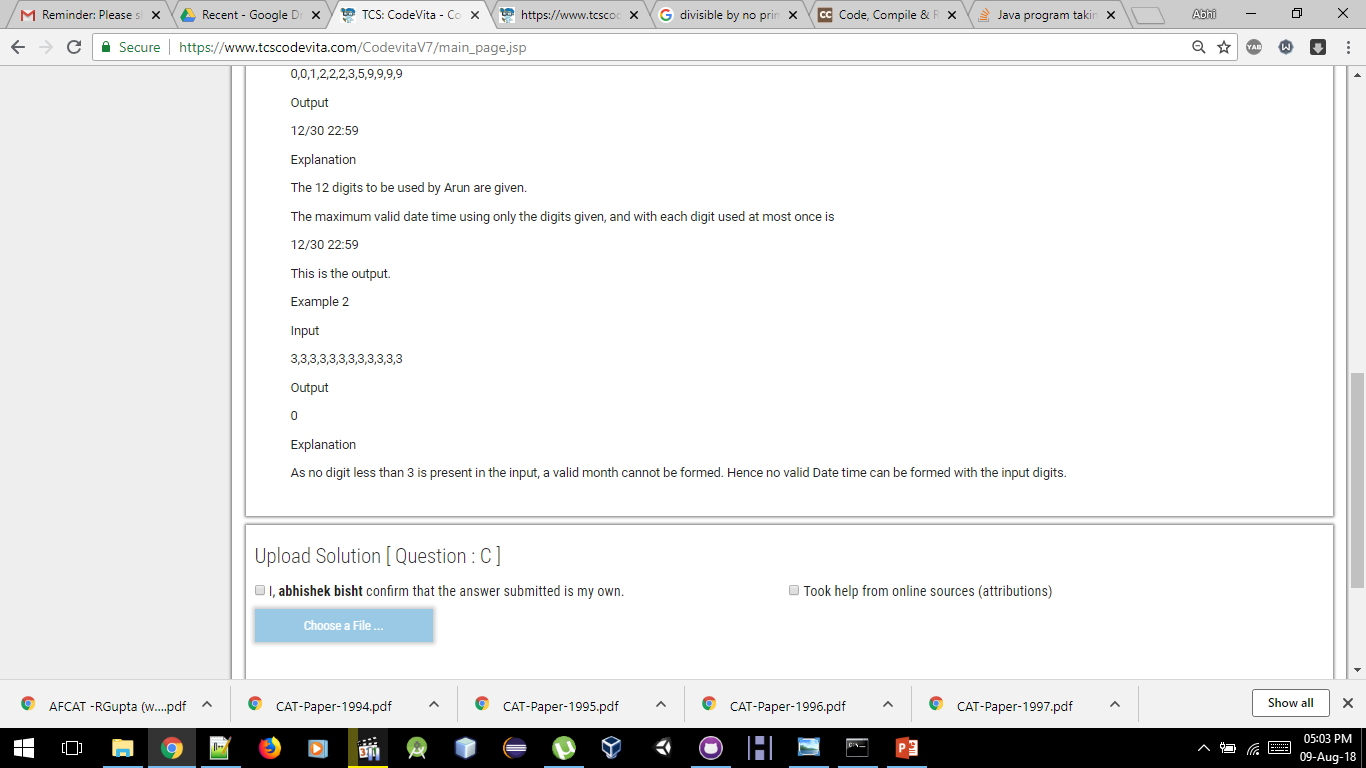 Reminder: Please s
Recent - Google Dr
TCS: CodeVita - Co
https://www.tcscoc
divisible by no prin
Code, Compile & R
Java program takin
Abhi
Secure
https://www.tcscodevita.com/CodevitaV7/main_page.jsp
0,0,1,2,2,2,3,5,9,9,9,9
Output
12/30 22:59
Explanation
The 12 digits to be used by Arun are given.
The maximum valid date time using only the digits given, and with each digit used at most once is
12/30 22:59
This is the output.
Example 2
Input
3,3,3,3,3,3,3,3,3,3,3,3
Output
0
Explanation
As no digit less than 3 is present in the input, a valid month cannot be formed. Hence no valid Date time can be formed with the input digits.
Upload Solution [ Question : C ]
I, abhishek bisht confirm that the answer submitted is my own.
Took help from online sources (attributions)
Choose a File ...
AFCAT -RGupta (w....pdf
CAT-Paper-1994.pdf
CAT-Paper-1995.pdf
CAT-Paper-1996.pdf
CAT-Paper-1997.pdf
Show all
05:03 PM
09-Aug-18